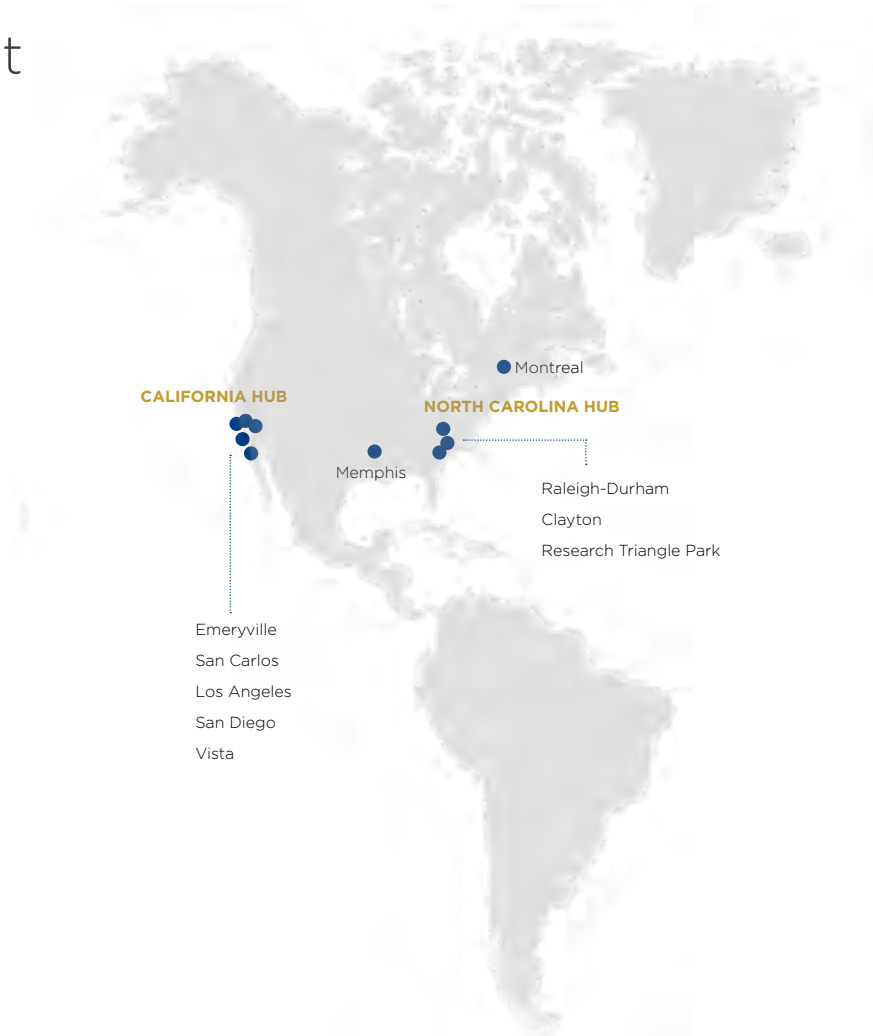 t
Montreal
CALIFORNIA HUB
NORTH CAROLINA HUB
Memphis
Raleigh-Durham
Clayton
Research Triangle Park
Emeryville
San Carlos
Los Angeles
San Diego
Vista